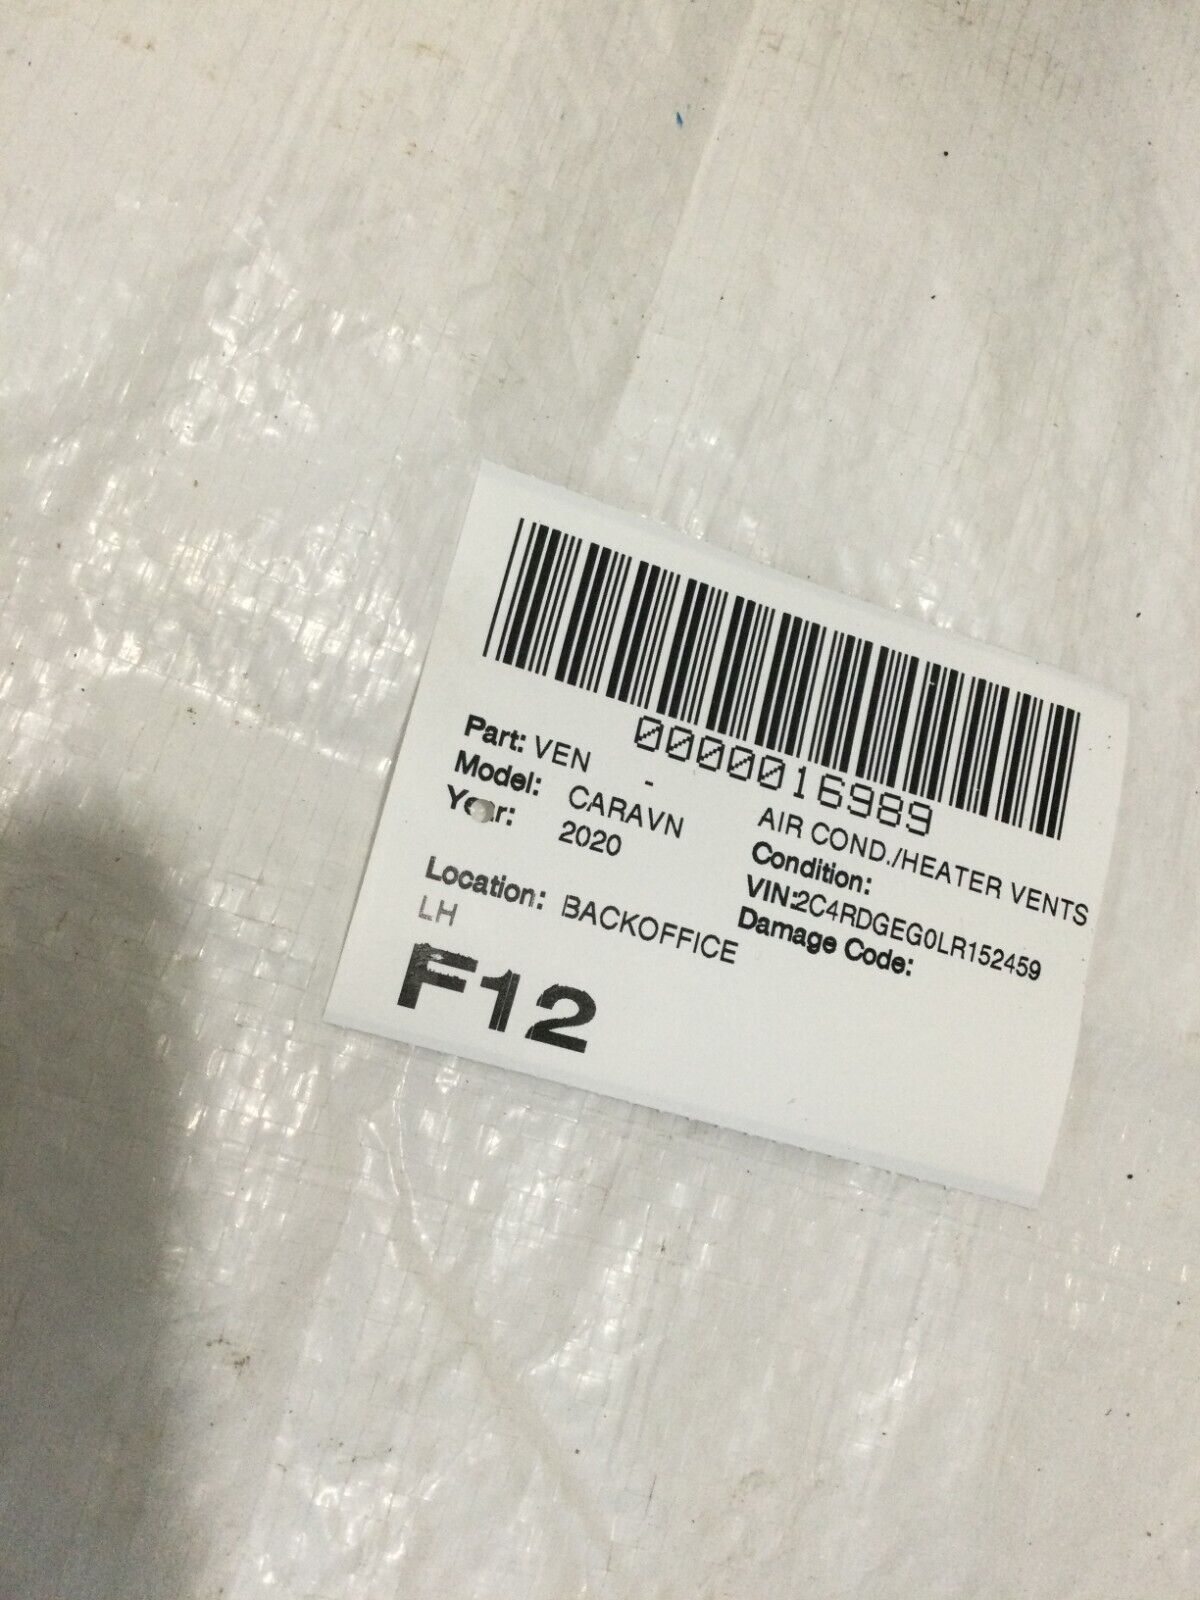 0000016989
Part: VEN - AIR COND./HEATER VENTS
Model: CARAVN Condition:
Year: 2020 VIN:2C4RDGEG0LR152459
Damage Code:
Location: BACKOFFICE
LH
F12